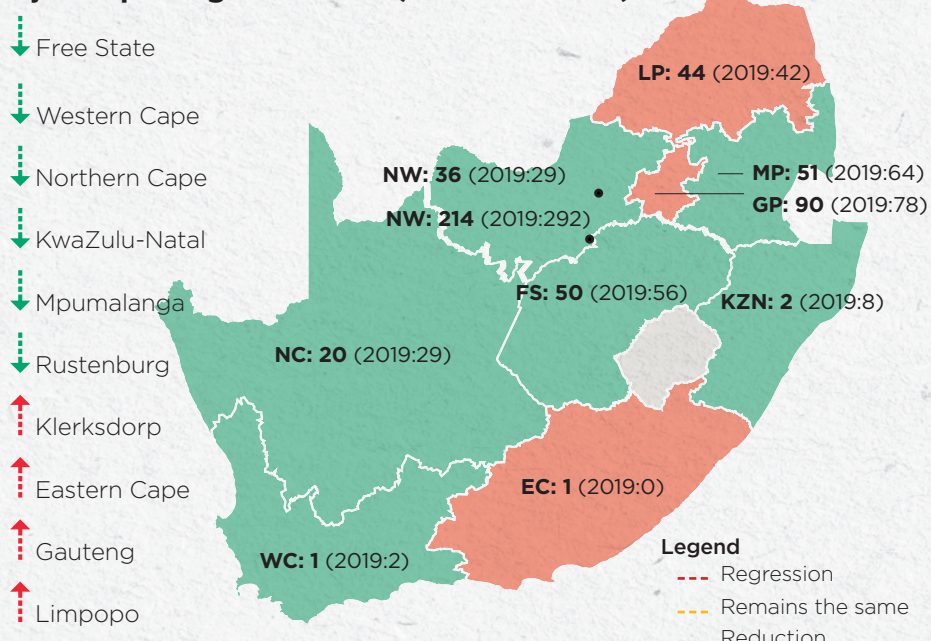 Free State
Western Cape
Northern Cape
KwaZulu-Natal
Mpumalanga
Rustenburg
Klerksdorp
Eastern Cape
Gauteng
Limpopo
LP: 44 (2019:42)
NW: 36 (2019:29)
MP: 51 (2019:64)
GP: 90 (2019:78)
NW: 214 (2019:292)
FS: 50 (2019:56)
KZN: 2 (2019:8)
NC: 20 (2019:29)
EC: 1 (2019:0)
WC: 1 (2019:2)
Legend
Regression
Remains the same
Reduction